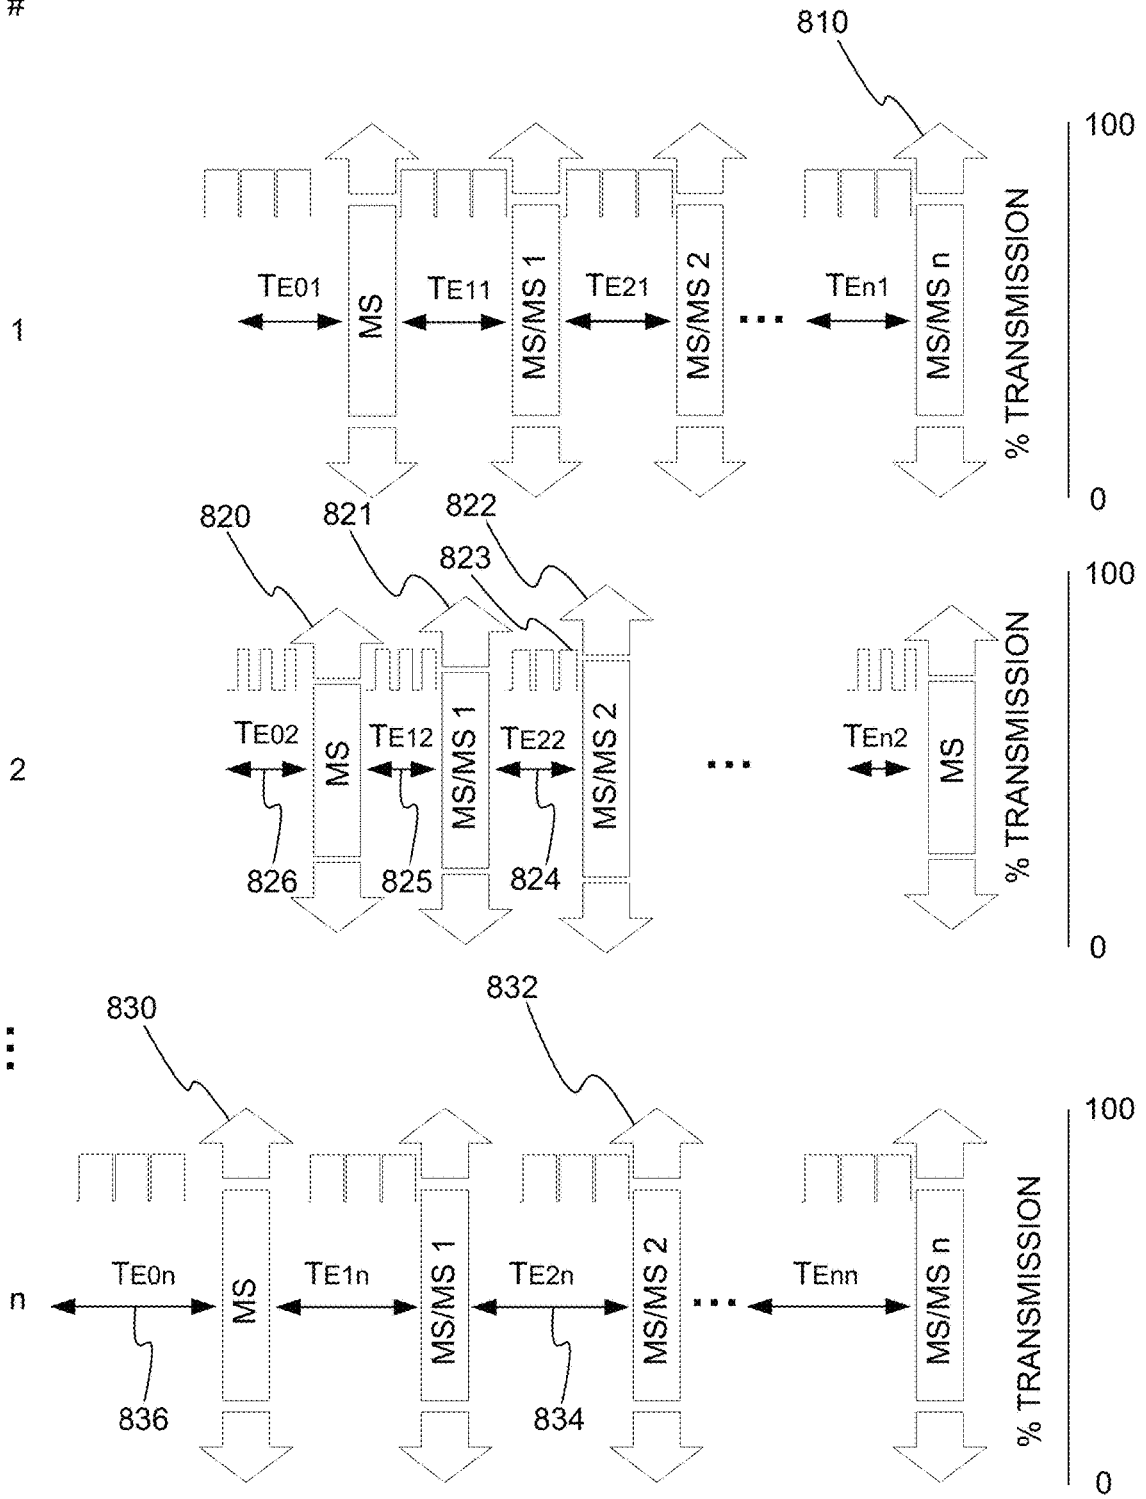 #
810
100
TE01
MS
TE11
MS/MS 1
TE21
MS/MS 2
...
TEn1
MS/MS n
% TRANSMISSION
1
0
820
821
822
823
100
TE02
MS
TE12
MS/MS 1
TE22
MS/MS 2
...
TEn2
MS
% TRANSMISSION
2
826
825
824
0
...
830
832
100
TE0n
MS
TE1n
MS/MS 1
TE2n
MS/MS 2
...
TEnn
MS/MS n
% TRANSMISSION
n
836
834
0